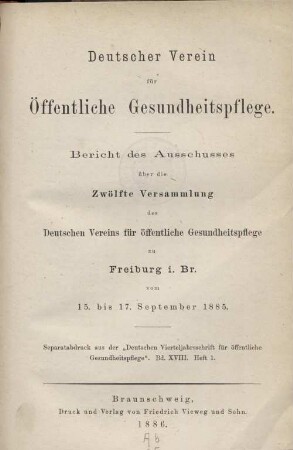 Deutscher Verein
für
Öffentliche Gesundheitspflege.
Bericht des Ausschusses
über die
Zwölfte Versammlung
des
Deutschen Vereins für öffentliche Gesundheitspflege
zu
Freiburg i. Br.
vom
15. bis 17. September 1885.
Separatabdruck aus der „Deutschen Vierteljahrsschrift für öffentliche
Gesundheitspflege“. Bd. XVIII. Heft 1.
Braunschweig,
Druck und Verlag von Friedrich Vieweg und Sohn.
1886.